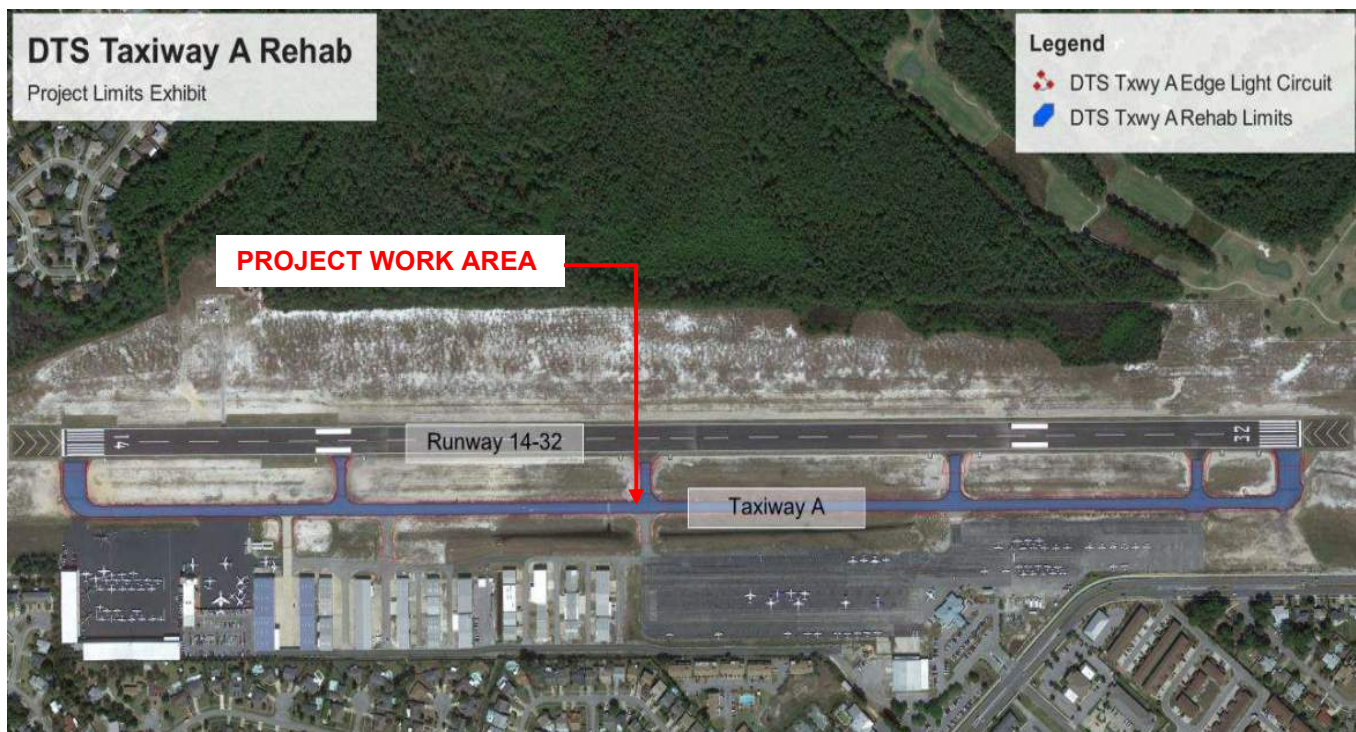 DTS Taxiway A Rehab
Project Limits Exhibit
Legend
DTS Txwy A Edge Light Circuit
DTS Txwy A Rehab Limits
PROJECT WORK AREA
14
Runway 14-32
32
Taxiway A